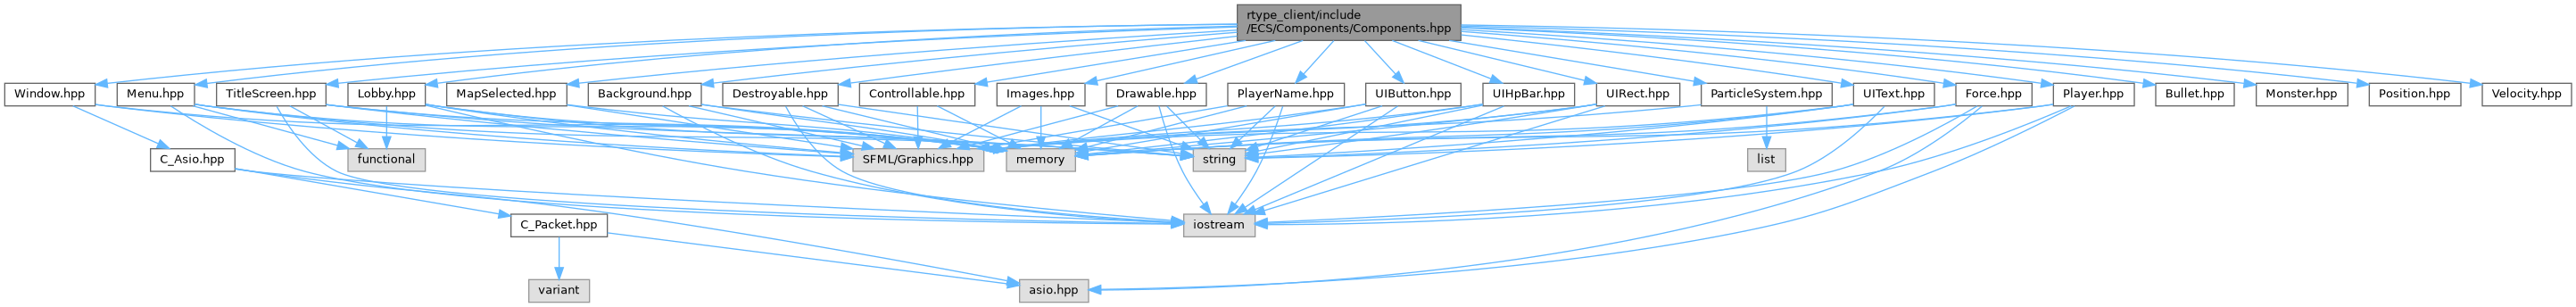 rtype_client/include
/ECS/Components/Components.hpp
Window.hpp
Menu.hpp
TitleScreen.hpp
Lobby.hpp
MapSelected.hpp
Background.hpp
Destroyable.hpp
Controllable.hpp
Images.hpp
Drawable.hpp
PlayerName.hpp
UIButton.hpp
UIHpBar.hpp
UIRect.hpp
ParticleSystem.hpp
UIText.hpp
Force.hpp
Player.hpp
Bullet.hpp
Monster.hpp
Position.hpp
Velocity.hpp
C_Asio.hpp
functional
SFML/Graphics.hpp
memory
string
list
C_Packet.hpp
iostream
variant
asio.hpp